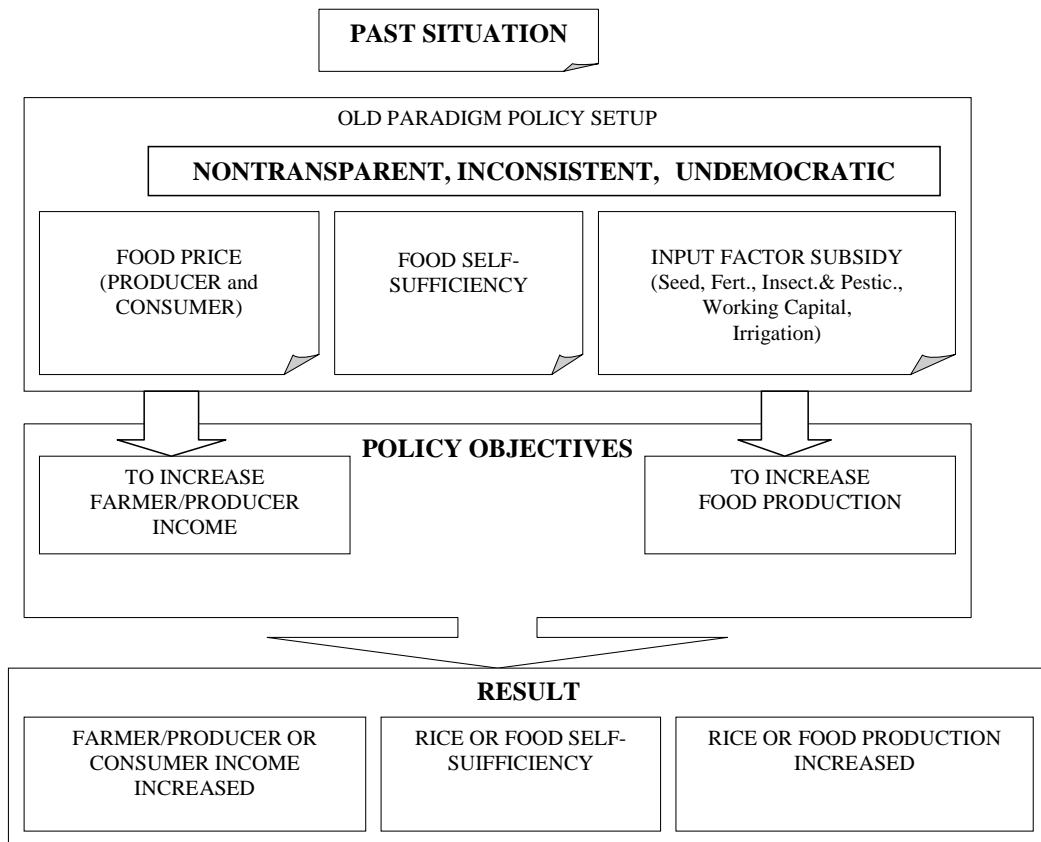 PAST SITUATION
OLD PARADIGM POLICY SETUP
NONTRANSPARENT, INCONSISTENT, UNDEMOCRATIC
FOOD PRICE
(PRODUCER and
CONSUMER)
FOOD SELF-
SUFFICIENCY
INPUT FACTOR SUBSIDY
(Seed, Fert., Insect.& Pestic.,
Working Capital,
Irrigation)
POLICY OBJECTIVES
TO INCREASE
FARMER/PRODUCER
INCOME
TO INCREASE
FOOD PRODUCTION
RESULT
FARMER/PRODUCER OR
CONSUMER INCOME
INCREASED
RICE OR FOOD SELF-
SUIFFICIENCY
RICE OR FOOD PRODUCTION
INCREASED